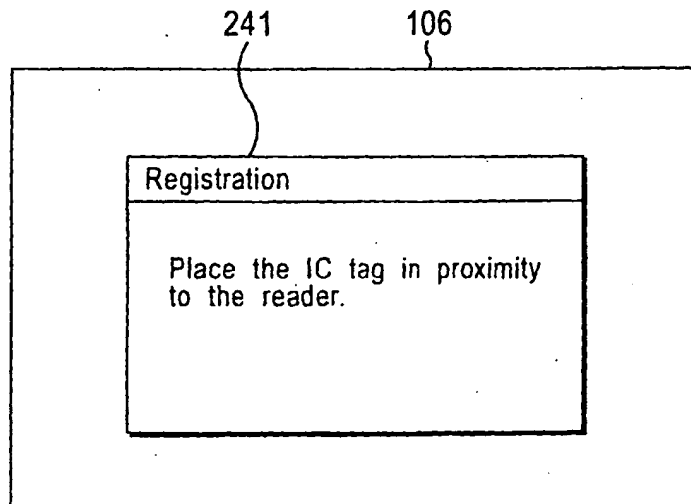 241 106
Registration
Place the IC tag in proximity
to the reader.